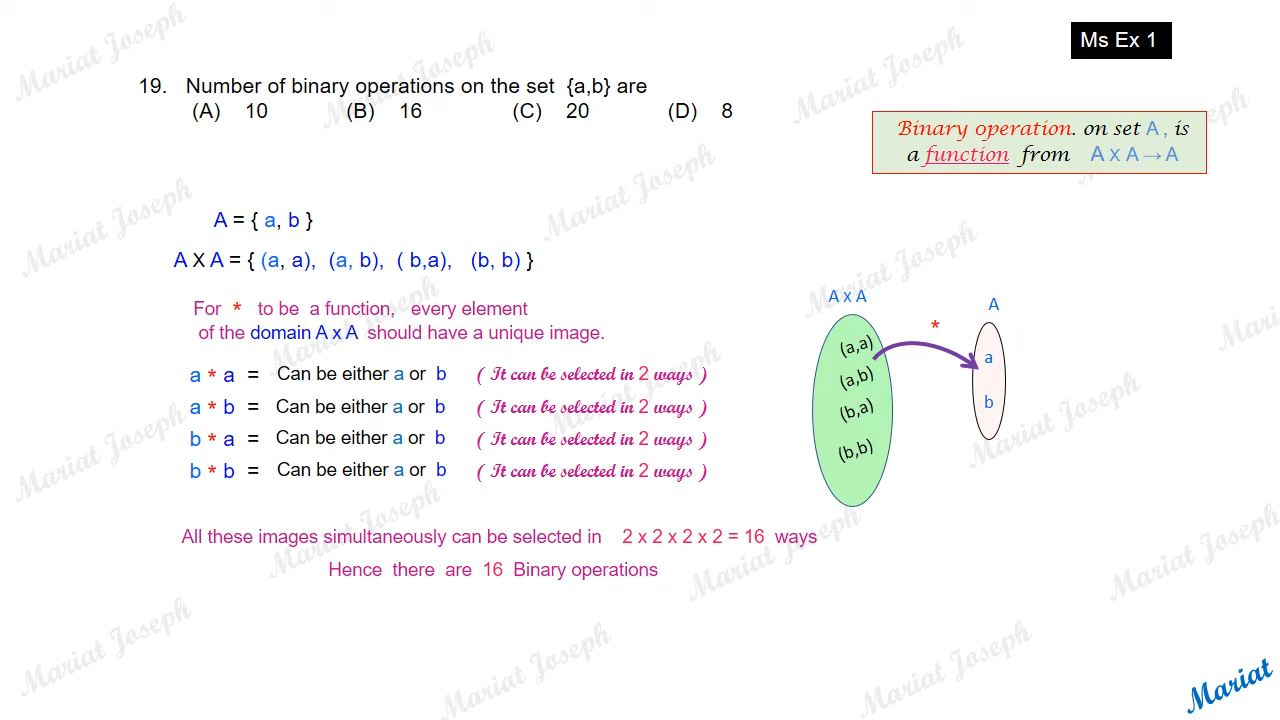 Ms Ex 1
19. Number of binary operations on the set {a,b} are
(A) 10 (B) 16 (C) 20 (D) 8
Binary operation. on set A , is
a function from A X A → A
A = { a, b }
A X A = { (a, a), (a, b), ( b,a), (b, b) }
For * to be a function, every element
of the domain A x A should have a unique image.
a * a = Can be either a or b ( It can be selected in 2 ways )
a * b = Can be either a or b ( It can be selected in 2 ways )
b * a = Can be either a or b ( It can be selected in 2 ways )
b * b = Can be either a or b ( It can be selected in 2 ways )
A x A
A
*
(a,a)
(a,b)
(b,a)
(b,b)
a
b
All these images simultaneously can be selected in 2 x 2 x 2 x 2 = 16 ways
Hence there are 16 Binary operations
Mariat Joseph
Mariat